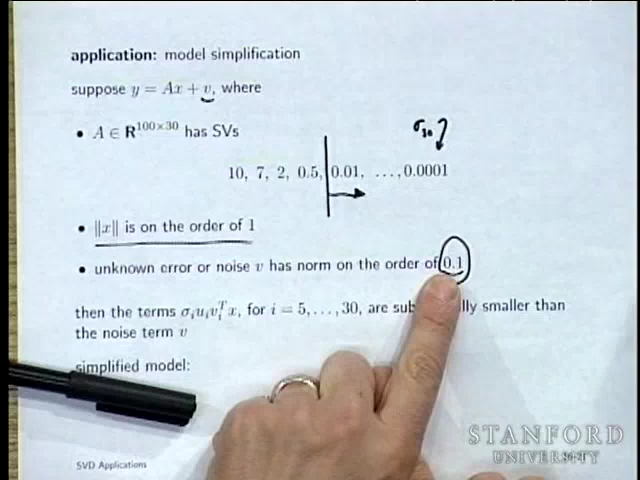 application: model simplification
suppose y = Ax + v, where
• A ∈ R^{100×30} has SVs
σ₃₀
10, 7, 2, 0.5, 0.01, ..., 0.0001
• ‖x‖ is on the order of 1
• unknown error or noise v has norm on the order of 0.1
then the terms σᵢuᵢvᵢᵀx, for i = 5, ..., 30, are smaller than
the noise term v
simplified model:
SVD Applications
STANFORD
UNIVERSITY